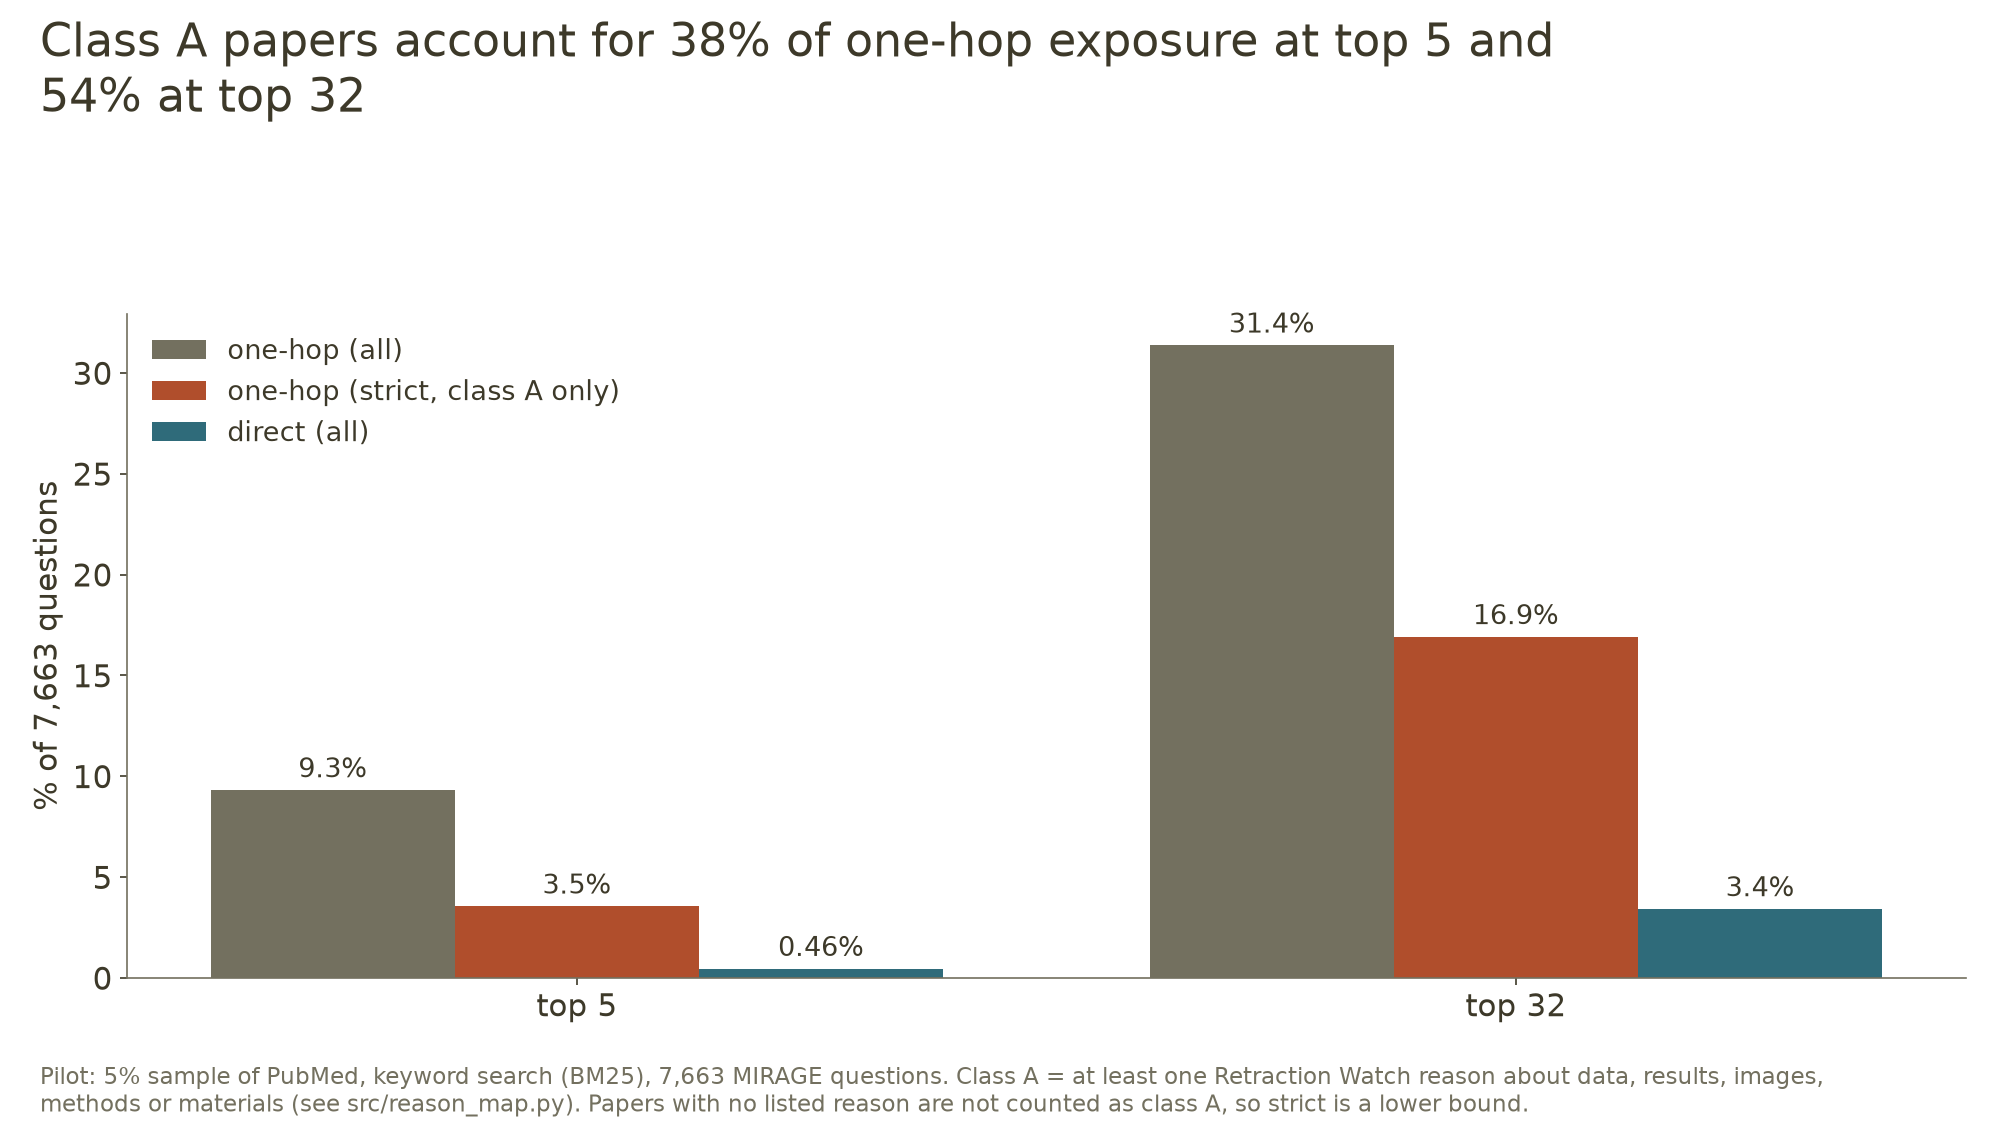 Class A papers account for 38% of one-hop exposure at top 5 and
54% at top 32
one-hop (all)
one-hop (strict, class A only)
direct (all)
% of 7,663 questions
30
25
20
15
10
5
0
9.3%
3.5%
0.46%
31.4%
16.9%
3.4%
top 5
top 32
Pilot: 5% sample of PubMed, keyword search (BM25), 7,663 MIRAGE questions. Class A = at least one Retraction Watch reason about data, results, images,
methods or materials (see src/reason_map.py). Papers with no listed reason are not counted as class A, so strict is a lower bound.